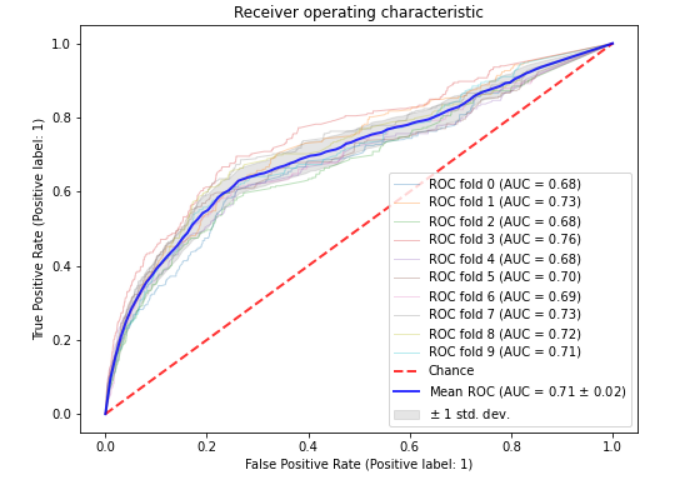 Receiver operating characteristic
True Positive Rate (Positive label: 1)
1.0
0.8
0.6
0.4
0.2
0.0
ROC fold 0 (AUC = 0.68)
ROC fold 1 (AUC = 0.73)
ROC fold 2 (AUC = 0.68)
ROC fold 3 (AUC = 0.76)
ROC fold 4 (AUC = 0.68)
ROC fold 5 (AUC = 0.70)
ROC fold 6 (AUC = 0.69)
ROC fold 7 (AUC = 0.73)
ROC fold 8 (AUC = 0.72)
ROC fold 9 (AUC = 0.71)
Chance
Mean ROC (AUC = 0.71 ± 0.02)
± 1 std. dev.
0.0 0.2 0.4 0.6 0.8 1.0
False Positive Rate (Positive label: 1)